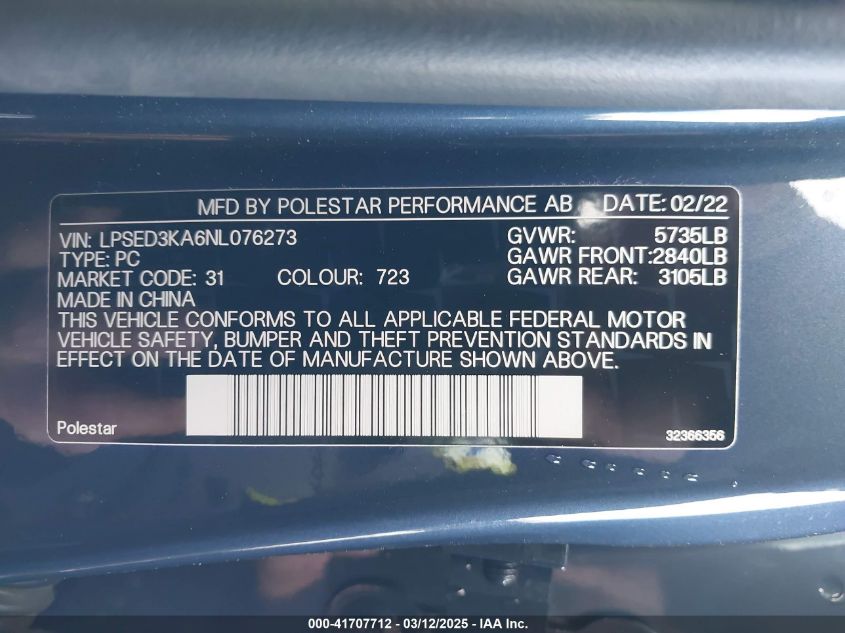 MFD BY POLESTAR PERFORMANCE AB DATE: 02/22
VIN: LPSED3KA6NL076273 GVWR: 5735LB
TYPE: PC GAWR FRONT:2840LB
MARKET CODE: 31 COLOUR: 723 GAWR REAR: 3105LB
MADE IN CHINA
THIS VEHICLE CONFORMS TO ALL APPLICABLE FEDERAL MOTOR
VEHICLE SAFETY, BUMPER AND THEFT PREVENTION STANDARDS IN
EFFECT ON THE DATE OF MANUFACTURE SHOWN ABOVE.
Polestar 32366356
000-41707712 - 03/12/2025 - IAA Inc.